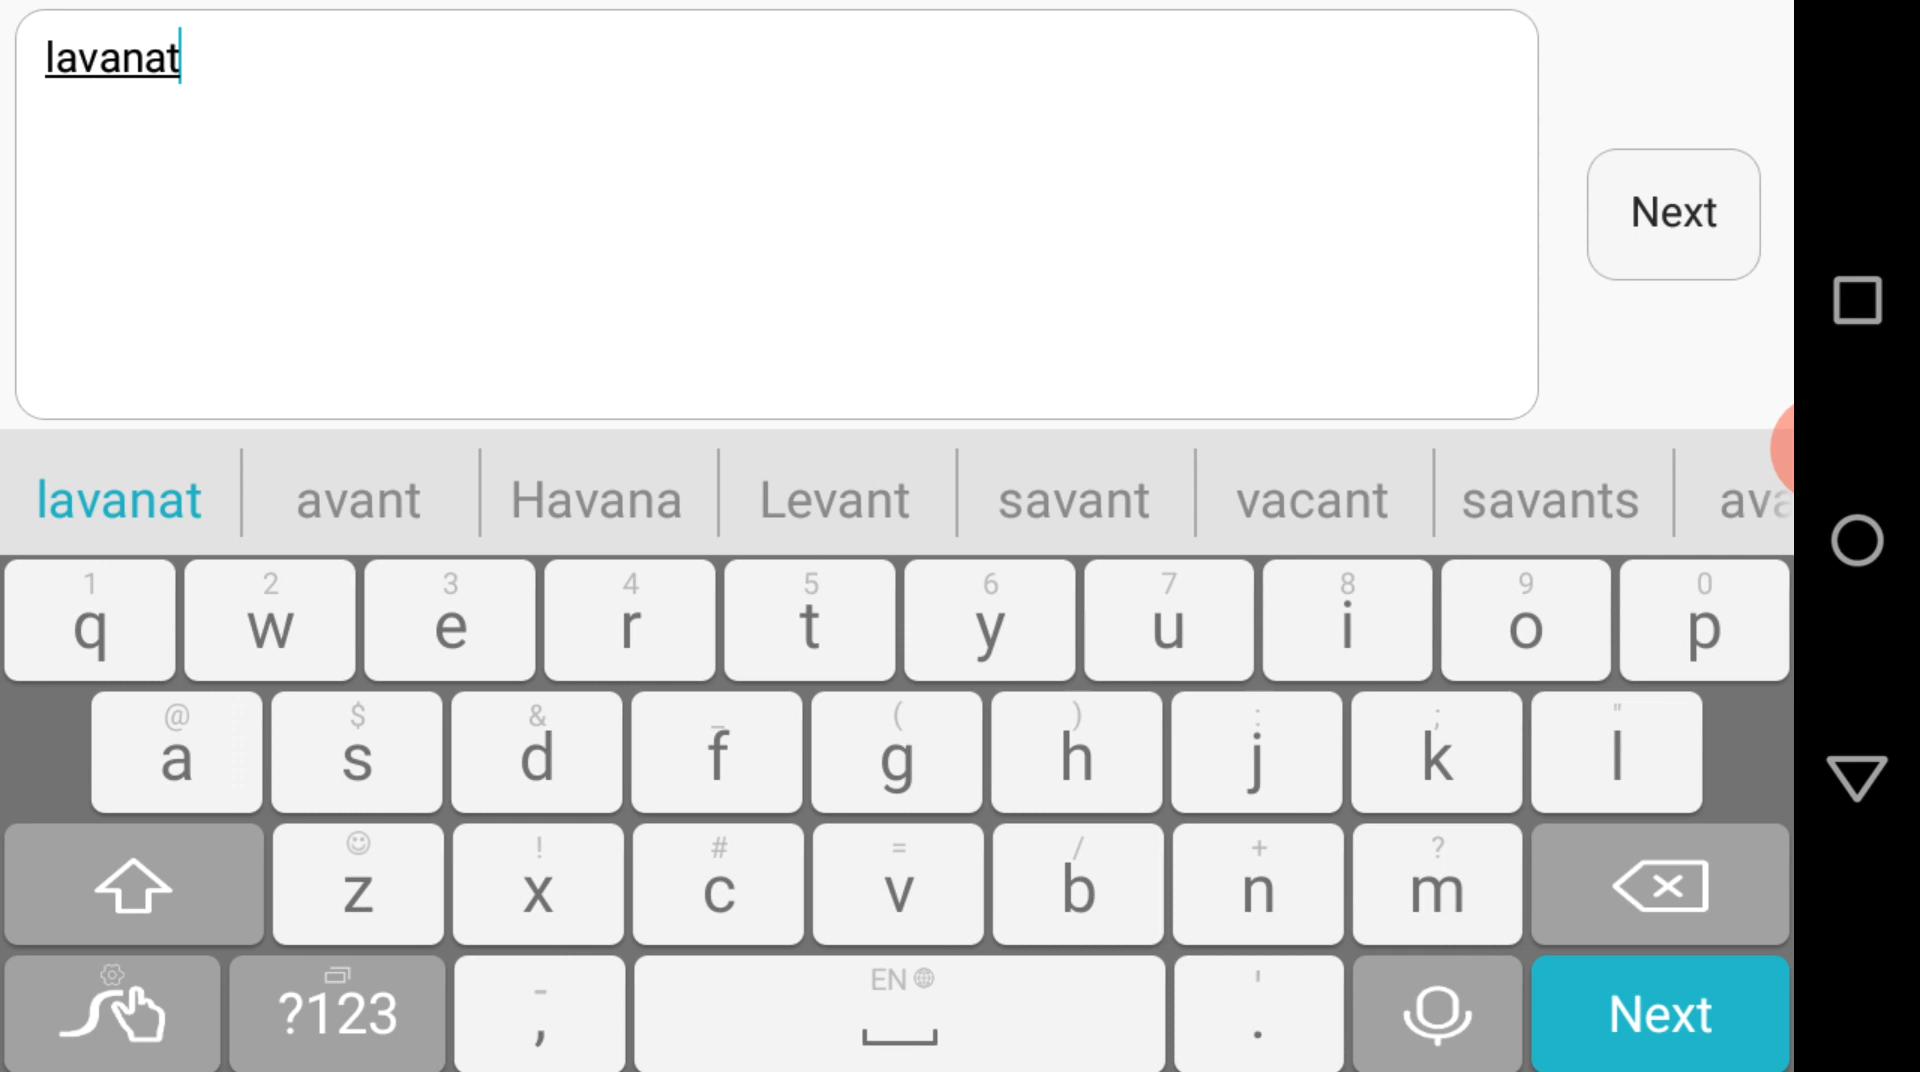 lavanat
Next
lavanat avant Havana Levant savant vacant savants ava
1 2 3 4 5 6 7 8 9 0
q w e r t y u i o p
@ $ & _ ( ) : ; "
a s d f g h j k l
! # = / + ?
z x c v b n m
- EN '
?123 , . Next